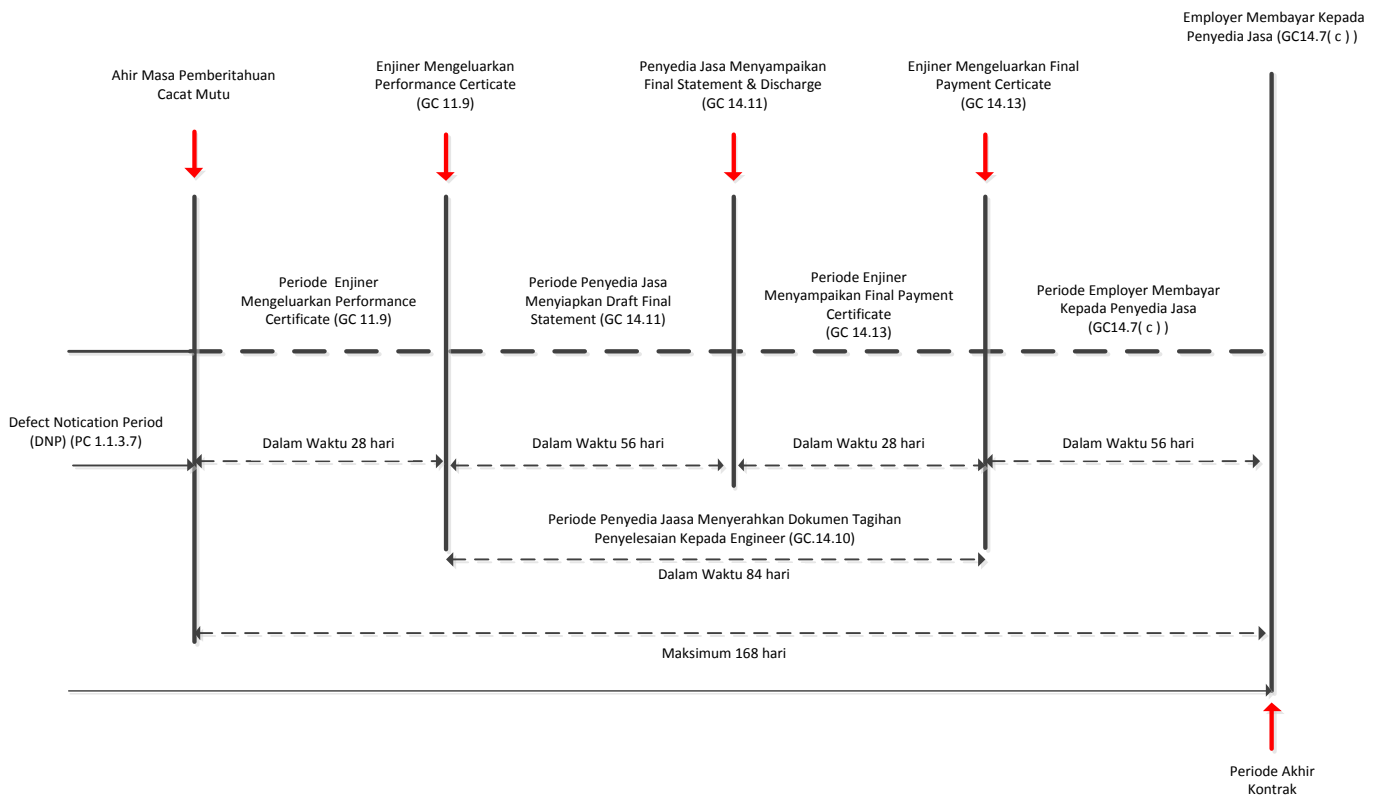 Employer Membayar Kepada
Penyedia Jasa (GC14.7( c ) )
Ahir Masa Pemberitahuan
Cacat Mutu
Enjiner Mengeluarkan
Performance Certicate
(GC 11.9)
Penyedia Jasa Menyampaikan
Final Statement & Discharge
(GC 14.11)
Enjiner Mengeluarkan Final
Payment Certicate
(GC 14.13)
Periode  Enjiner
Mengeluarkan Performance
Certificate (GC 11.9)
Periode Penyedia Jasa
Menyiapkan Draft Final
Statement (GC 14.11)
Periode Enjiner
Menyampaikan Final Payment
Certificate
(GC 14.13)
Periode Employer Membayar
Kepada Penyedia Jasa
(GC14.7( c ) )
Defect Notication Period
(DNP) (PC 1.1.3.7)
Dalam Waktu 28 hari
Dalam Waktu 56 hari
Dalam Waktu 28 hari
Dalam Waktu 56 hari
Periode Penyedia Jaasa Menyerahkan Dokumen Tagihan
Penyelesaian Kepada Engineer (GC.14.10)
Dalam Waktu 84 hari
Maksimum 168 hari
Periode Akhir
Kontrak